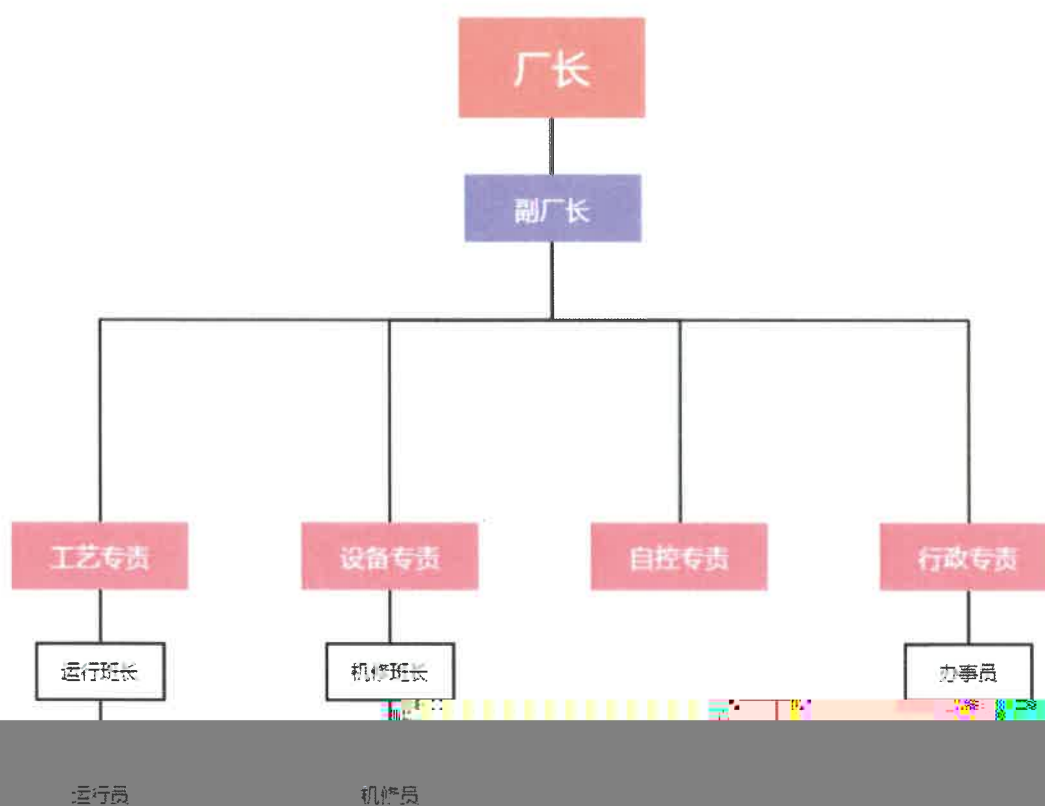 厂长
副厂长
工艺专责
设备专责
自控专责
行政专责
运行班长
机修班长
办事员
运行员
机修员